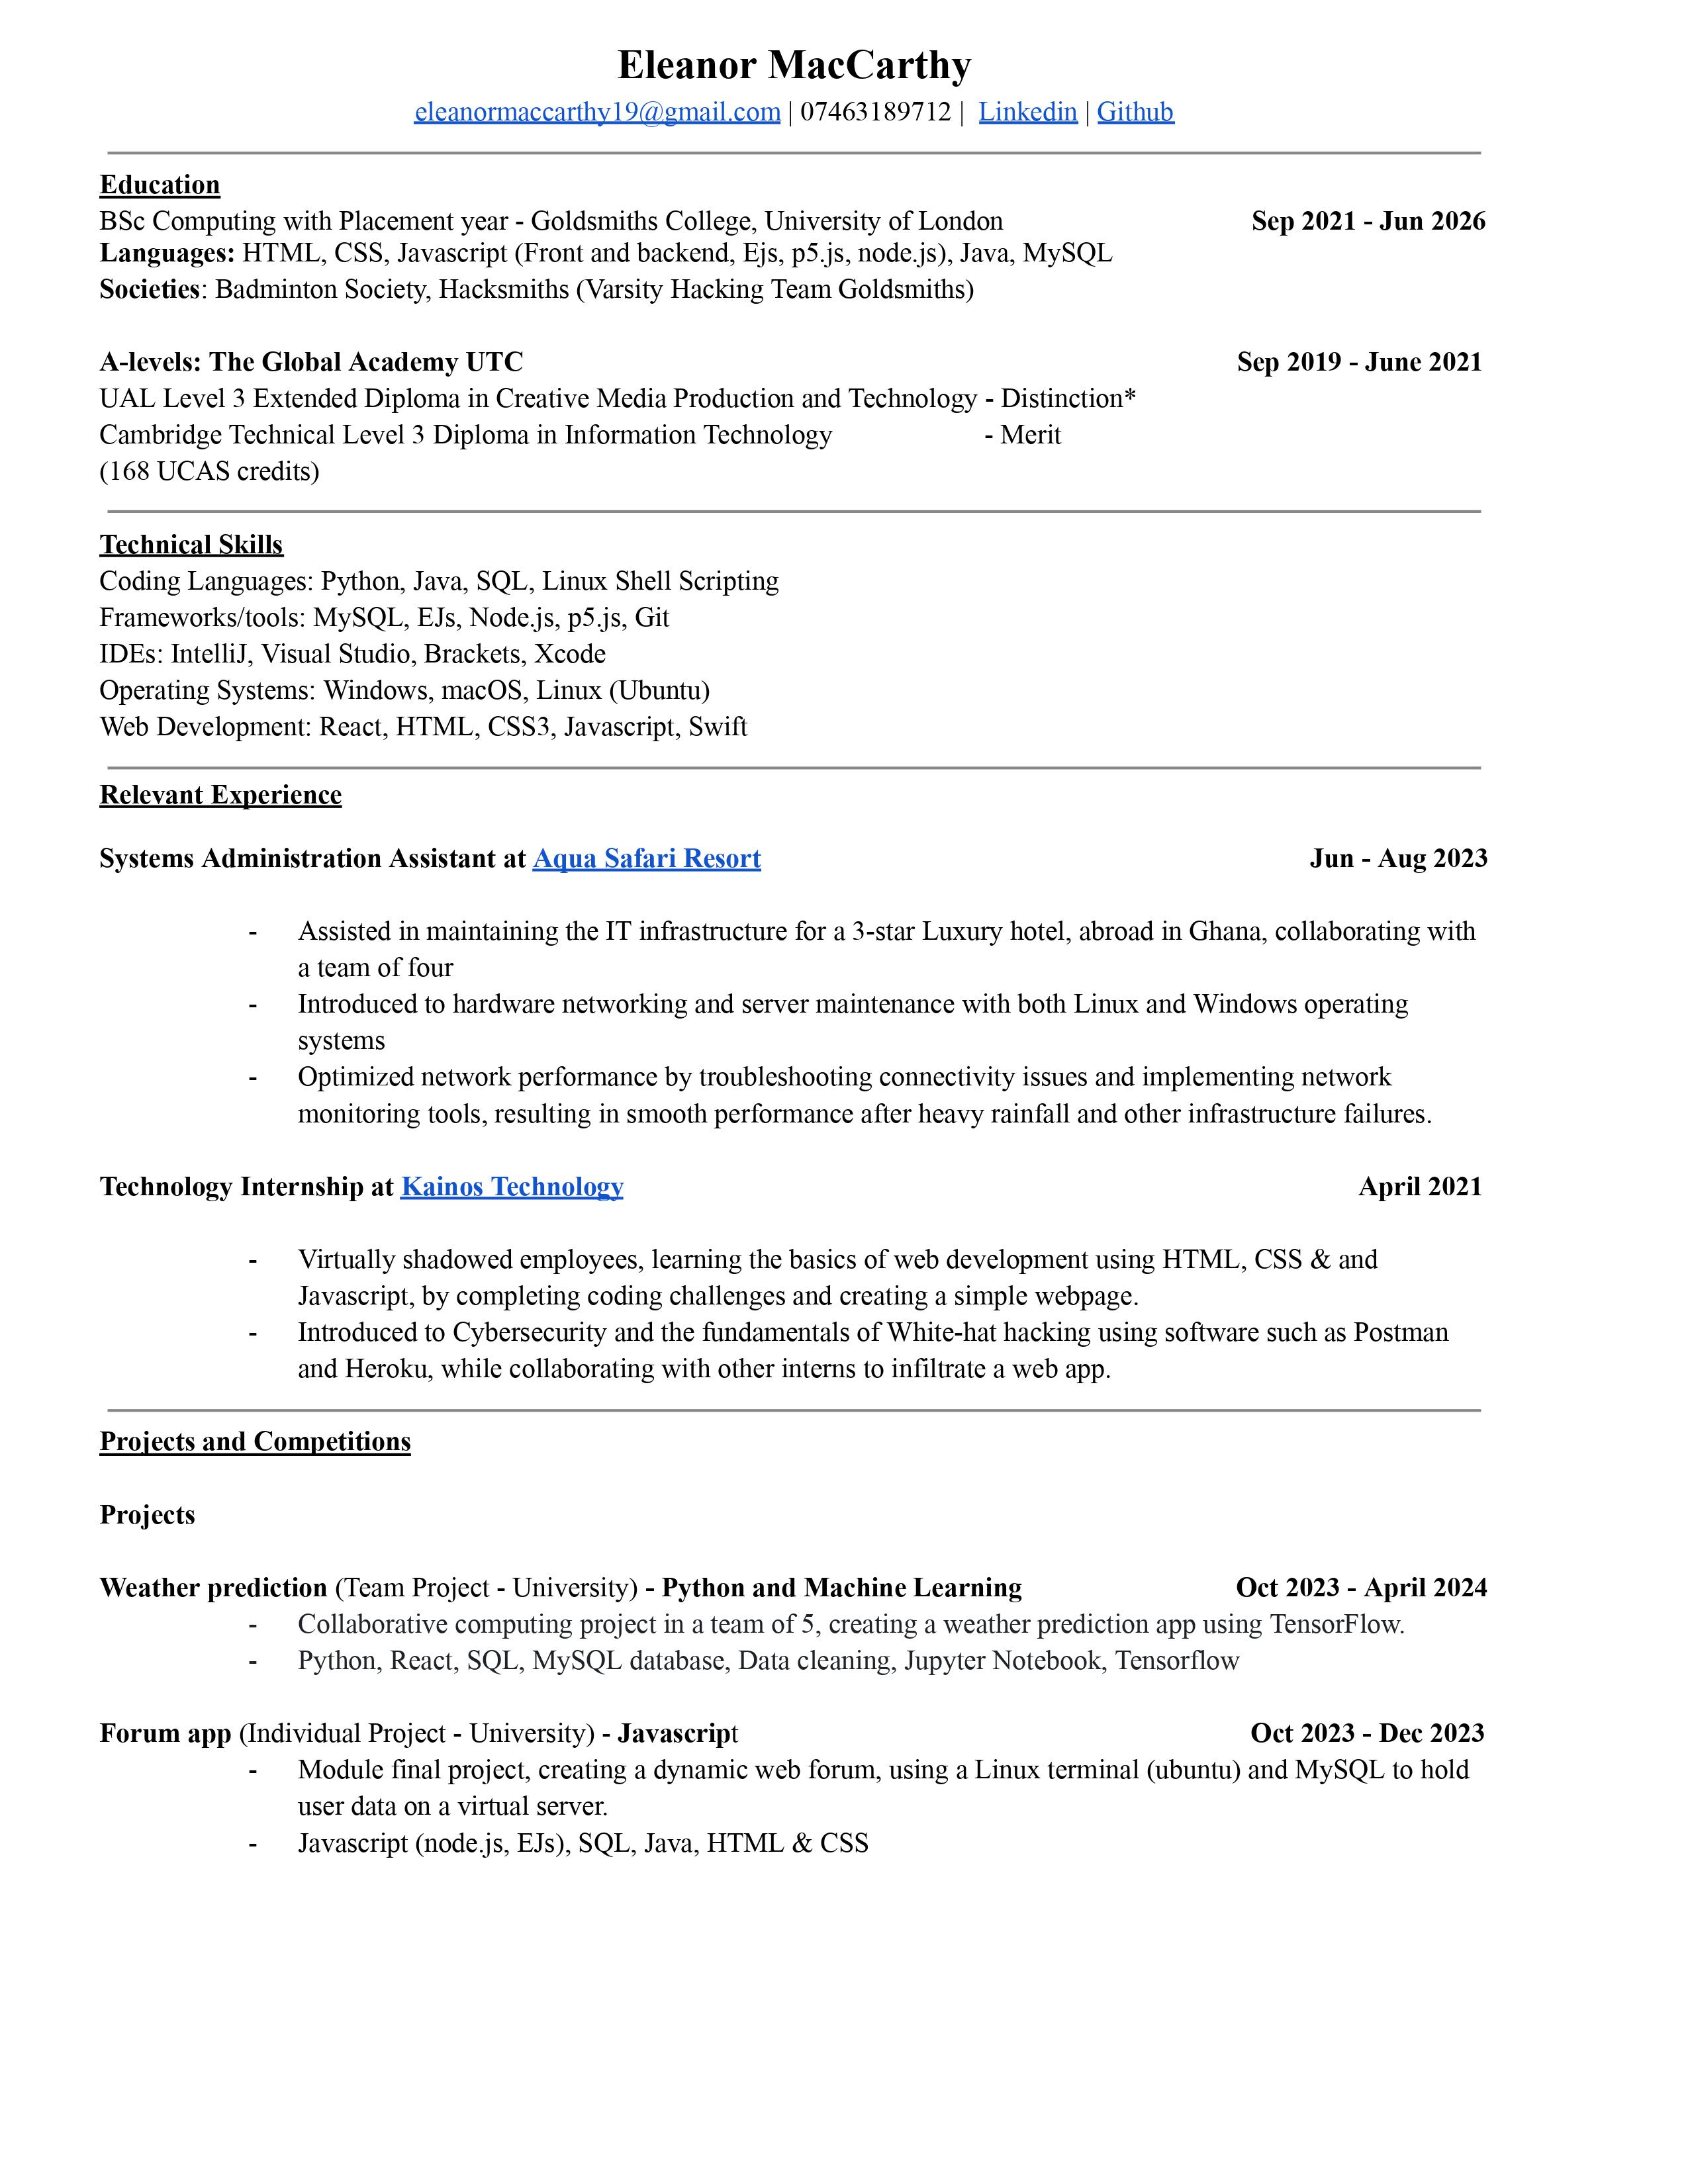 Eleanor MacCarthy
eleanormaccarthy19@gmail.com | 07463189712 | Linkedin | Github
Education
BSc Computing with Placement year - Goldsmiths College, University of London Sep 2021 - Jun 2026
Languages: HTML, CSS, Javascript (Front and backend, Ejs, p5.js, node.js), Java, MySQL
Societies: Badminton Society, Hacksmiths (Varsity Hacking Team Goldsmiths)
A-levels: The Global Academy UTC Sep 2019 - June 2021
UAL Level 3 Extended Diploma in Creative Media Production and Technology - Distinction*
Cambridge Technical Level 3 Diploma in Information Technology - Merit
(168 UCAS credits)
Technical Skills
Coding Languages: Python, Java, SQL, Linux Shell Scripting
Frameworks/tools: MySQL, EJs, Node.js, p5.js, Git
IDEs: IntelliJ, Visual Studio, Brackets, Xcode
Operating Systems: Windows, macOS, Linux (Ubuntu)
Web Development: React, HTML, CSS3, Javascript, Swift
Relevant Experience
Systems Administration Assistant at Aqua Safari Resort Jun - Aug 2023
- Assisted in maintaining the IT infrastructure for a 3-star Luxury hotel, abroad in Ghana, collaborating with
a team of four
- Introduced to hardware networking and server maintenance with both Linux and Windows operating
systems
- Optimized network performance by troubleshooting connectivity issues and implementing network
monitoring tools, resulting in smooth performance after heavy rainfall and other infrastructure failures.
Technology Internship at Kainos Technology April 2021
- Virtually shadowed employees, learning the basics of web development using HTML, CSS & and
Javascript, by completing coding challenges and creating a simple webpage.
- Introduced to Cybersecurity and the fundamentals of White-hat hacking using software such as Postman
and Heroku, while collaborating with other interns to infiltrate a web app.
Projects and Competitions
Projects
Weather prediction (Team Project - University) - Python and Machine Learning Oct 2023 - April 2024
- Collaborative computing project in a team of 5, creating a weather prediction app using TensorFlow.
- Python, React, SQL, MySQL database, Data cleaning, Jupyter Notebook, Tensorflow
Forum app (Individual Project - University) - Javascript Oct 2023 - Dec 2023
- Module final project, creating a dynamic web forum, using a Linux terminal (ubuntu) and MySQL to hold
user data on a virtual server.
- Javascript (node.js, EJs), SQL, Java, HTML & CSS